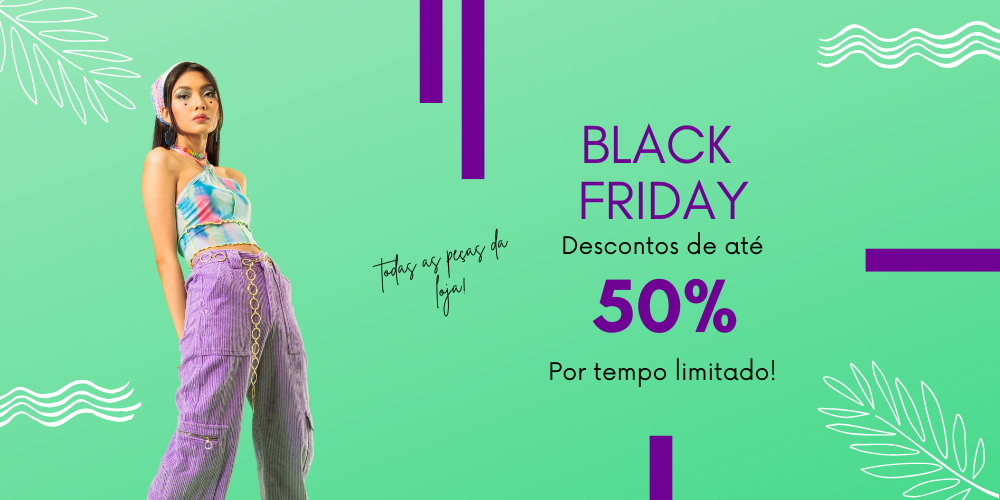 BLACK
FRIDAY
Descontos de até
50%
Por tempo limitado!
Todas as peças da
loja!